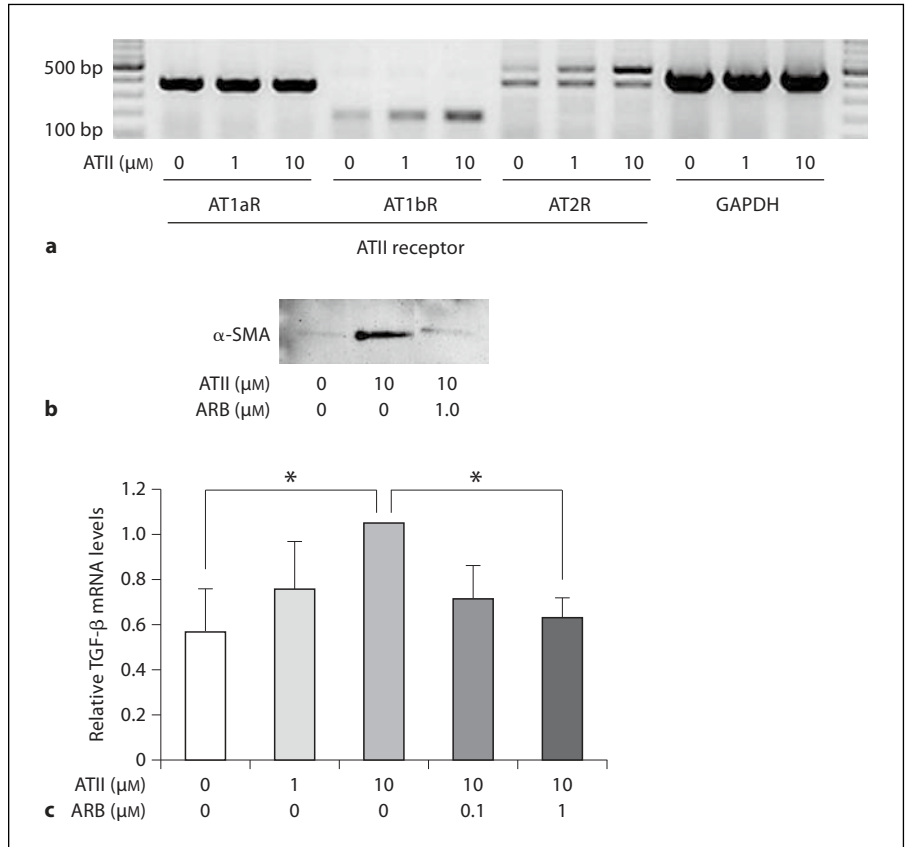 500 bp
100 bp
ATII (µM) 0 1 10 0 1 10 0 1 10 0 1 10
AT1aR AT1bR AT2R GAPDH
a ATII receptor
α-SMA
ATII (µM) 0 10 10
b ARB (µM) 0 0 1.0
* *
1.2
1.0
0.8
0.6
0.4
0.2
0
Relative TGF-β mRNA levels
ATII (µM) 0 1 10 10 10
c ARB (µM) 0 0 0 0.1 1